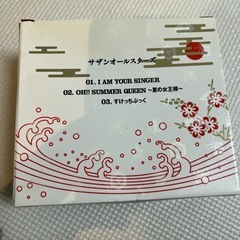 サザンオールスターズ
01. I AM YOUR SINGER
02. OH!! SUMMER QUEEN ～夏の女王様～
03. すけっちぶっく